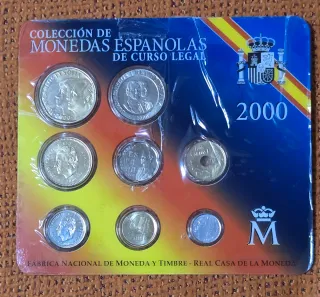 COLECCIÓN DE
MONEDAS ESPAÑOLAS
DE CURSO LEGAL
2000
M
FÁBRICA NACIONAL DE MONEDA Y TIMBRE - REAL CASA DE LA MONEDA